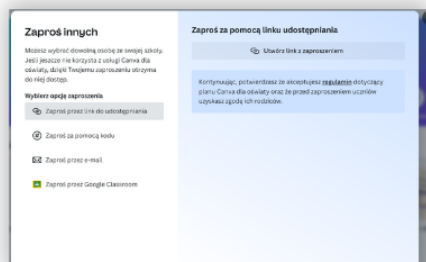 Zaproś innych
Możesz wybrać dowolną osobę ze swojej szkoły.
Jeśli jeszcze nie korzysta z usługi Canva dla
oświaty, dzięki Twojemu zaproszeniu otrzyma
do niej dostęp.
Wybierz opcję zaproszenia
Zaproś przez link do udostępniania
Zaproś za pomocą kodu
Zaproś przez e-mail
Zaproś przez Google Classroom
Zaproś za pomocą linku udostępniania
Utwórz link z zaproszeniem
Kontynuując, potwierdzasz że akceptujesz regulamin dotyczący
planu Canva dla oświaty oraz że przed zaproszeniem uczniów
uzyskasz zgodę ich rodziców.